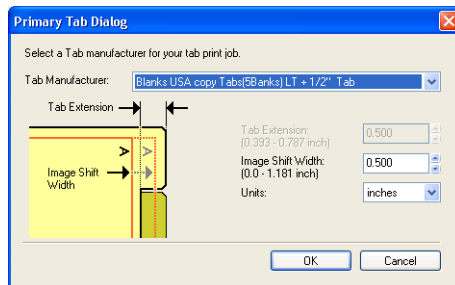 Primary Tab Dialog
Select a Tab manufacturer for your tab print job.
Tab Manufacturer: Blanks USA copy Tabs(5Banks) LT + 1/2" Tab
Tab Extension
A A
Image Shift
Width
Tab Extension: 0.500
(0.393 - 0.787 inch)
Image Shift Width: 0.500
(0.0 - 1.181 inch)
Units: inches
OK Cancel